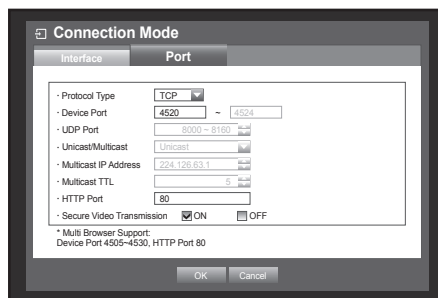 Connection Mode
Interface Port
· Protocol Type TCP
· Device Port 4520 ~ 4524
· UDP Port 8000 ~ 8160
· Unicast/Multicast Unicast
· Multicast IP Address 224.126.63.1
· Multicast TTL 5
· HTTP Port 80
· Secure Video Transmission ON OFF
* Multi Browser Support:
Device Port 4505~4530, HTTP Port 80
OK Cancel